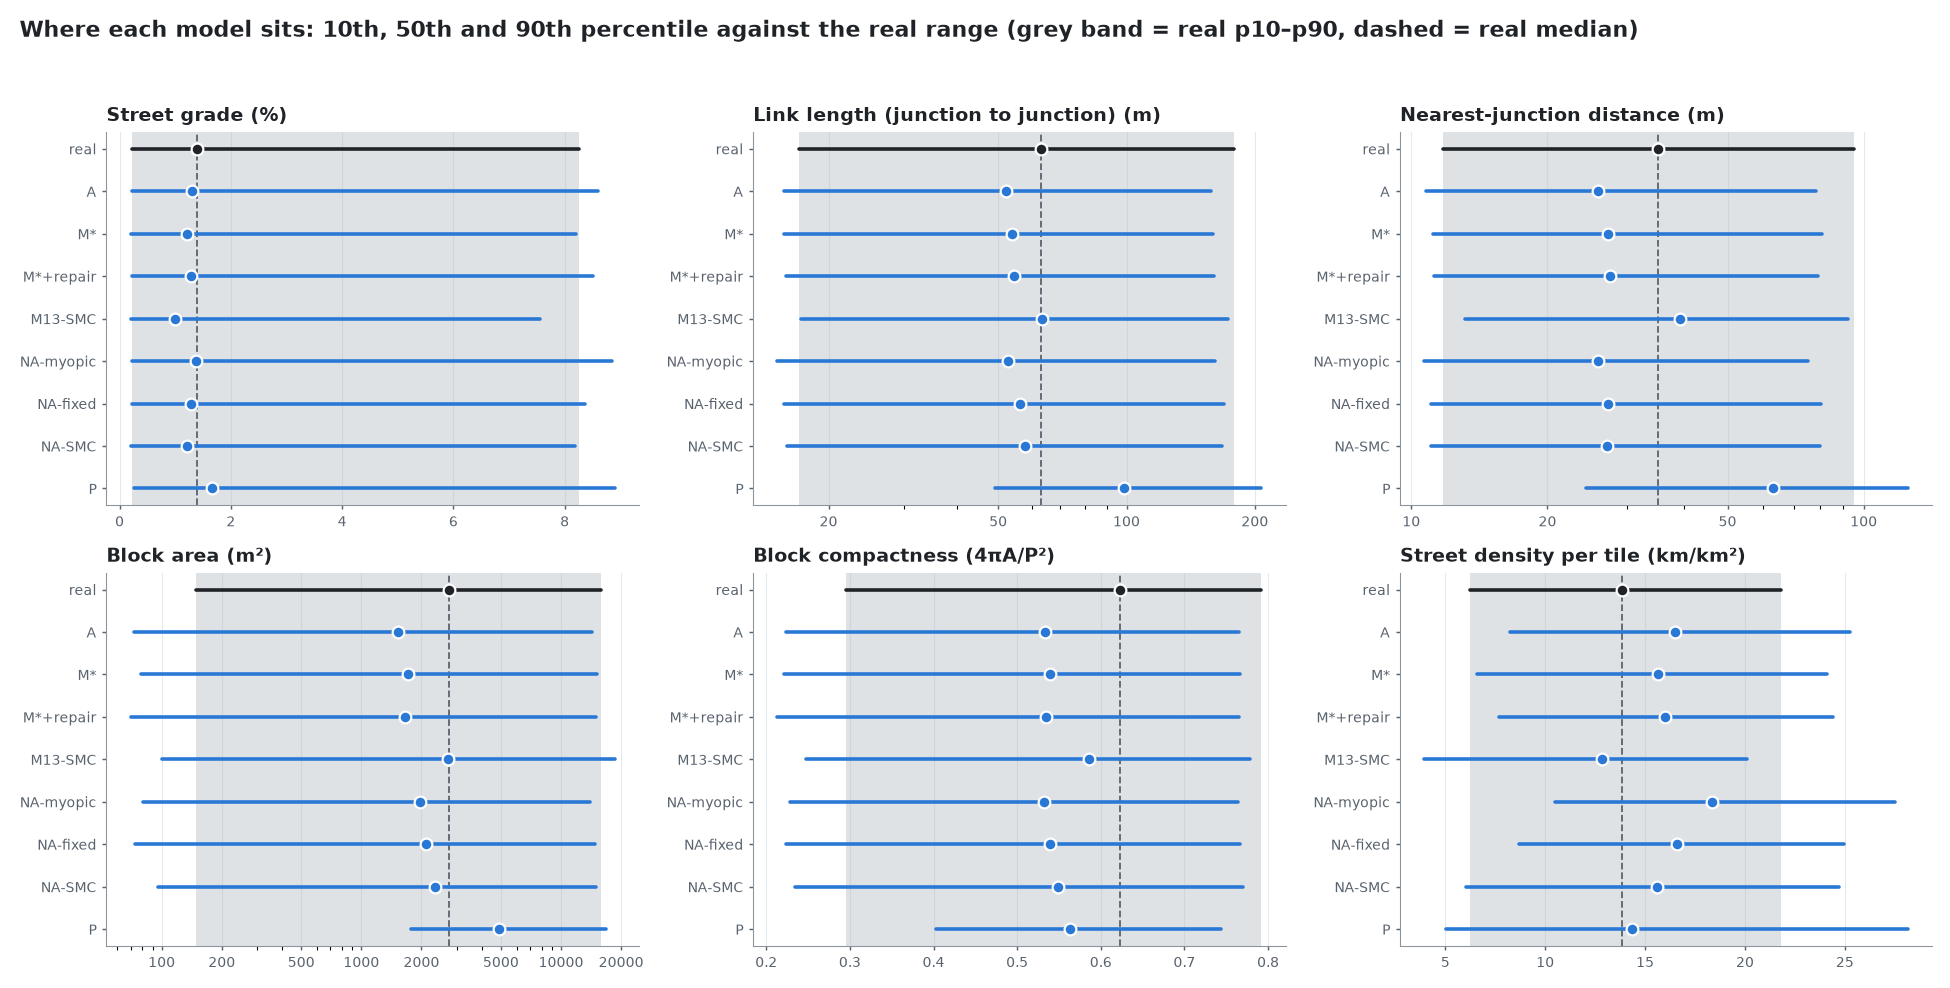 Where each model sits: 10th, 50th and 90th percentile against the real range (grey band = real p10–p90, dashed = real median)
Street grade (%)
real
A
M*
M*+repair
M13-SMC
NA-myopic
NA-fixed
NA-SMC
P
0 2 4 6 8
Link length (junction to junction) (m)
real
A
M*
M*+repair
M13-SMC
NA-myopic
NA-fixed
NA-SMC
P
20 50 100 200
Nearest-junction distance (m)
real
A
M*
M*+repair
M13-SMC
NA-myopic
NA-fixed
NA-SMC
P
10 20 50 100
Block area (m²)
real
A
M*
M*+repair
M13-SMC
NA-myopic
NA-fixed
NA-SMC
P
100 200 500 1000 2000 5000 10000 20000
Block compactness (4πA/P²)
real
A
M*
M*+repair
M13-SMC
NA-myopic
NA-fixed
NA-SMC
P
0.2 0.3 0.4 0.5 0.6 0.7 0.8
Street density per tile (km/km²)
real
A
M*
M*+repair
M13-SMC
NA-myopic
NA-fixed
NA-SMC
P
5 10 15 20 25